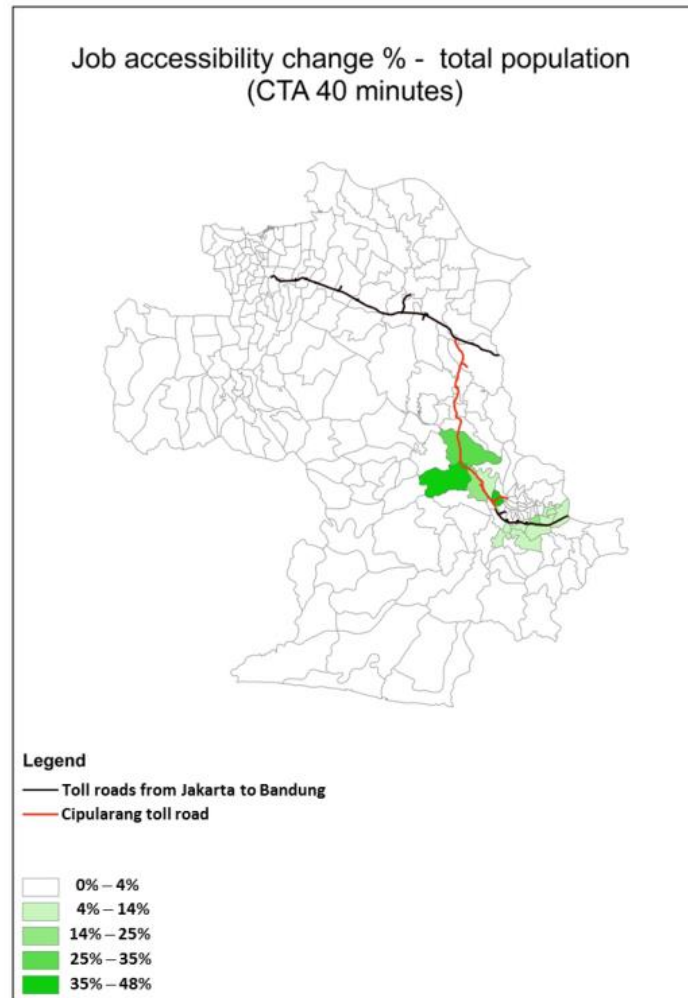 Job accessibility change % - total population
(CTA 40 minutes)
Legend
Toll roads from Jakarta to Bandung
Cipularang toll road
0% – 4%
4% – 14%
14% – 25%
25% – 35%
35% – 48%